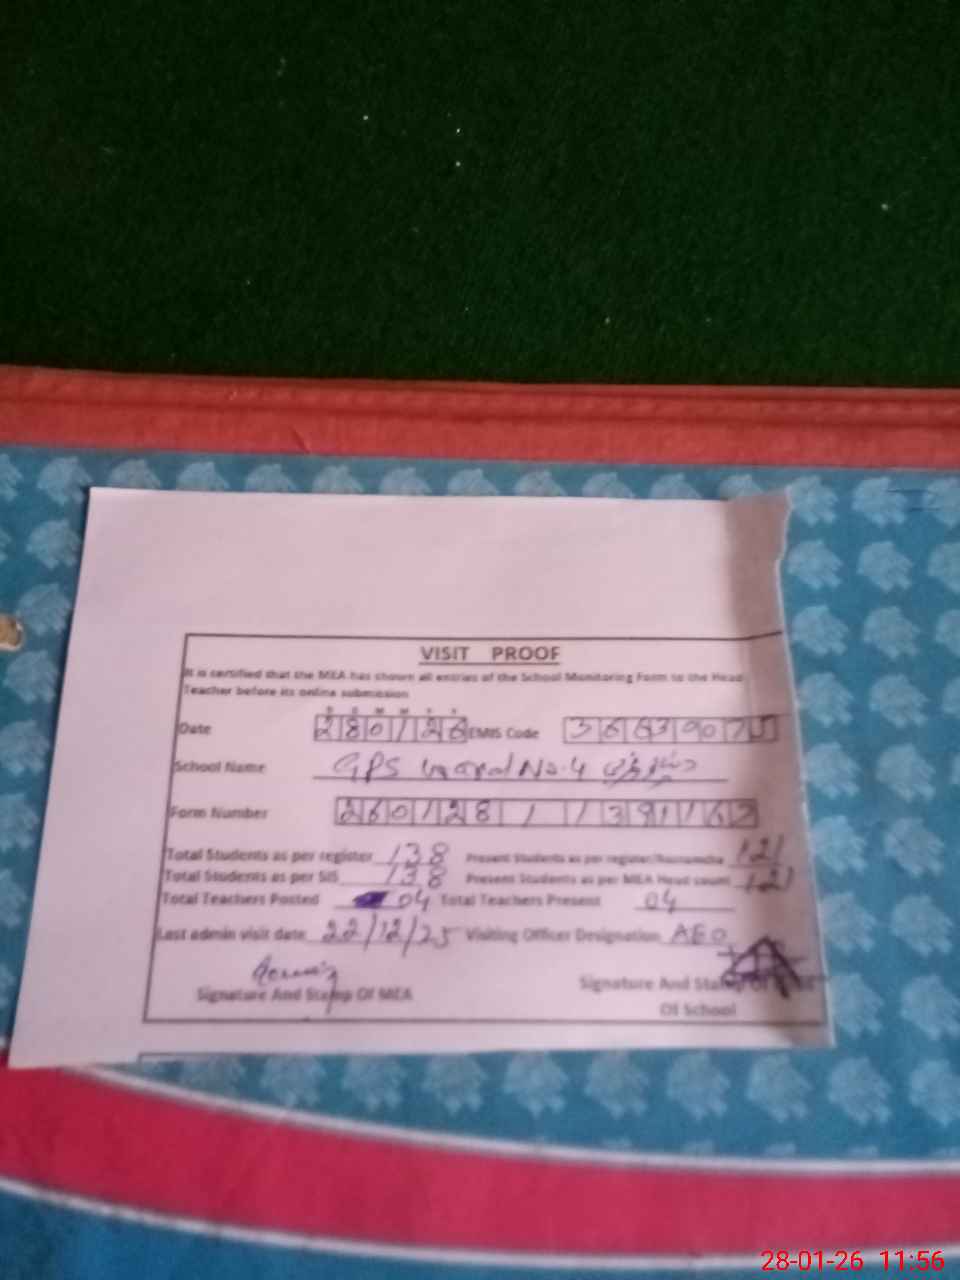 VISIT PROOF
It is certified that the MEA has shown all entries of the School Monitoring Form to the Head
Teacher before its online submission
D D M M Y Y
Date 280126 EMIS Code
School Name GPS No. 4
Form Number
Total Students as per register 138 Present Students as per register/ 121
Total Students as per SIS 138 Present Students as per MEA Head count 121
Total Teachers Posted 04 Total Teachers Present 04
Last admin visit date 22/12/25 Visiting Officer Designation AEO
Signature And Stamp Of MEA Signature And Stamp Of
Of School
28-01-26 11:56